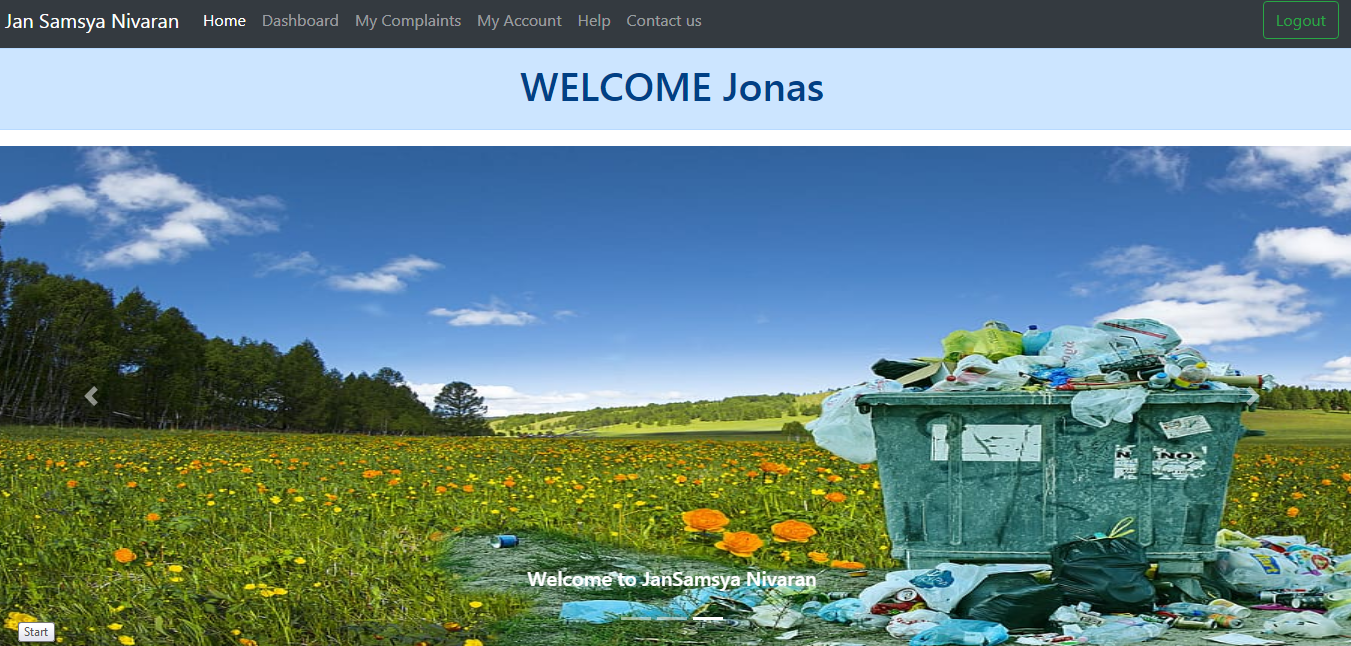 Jan Samsya Nivaran Home Dashboard My Complaints My Account Help Contact us Logout
WELCOME Jonas
Welcome to JanSamsya Nivaran
Start